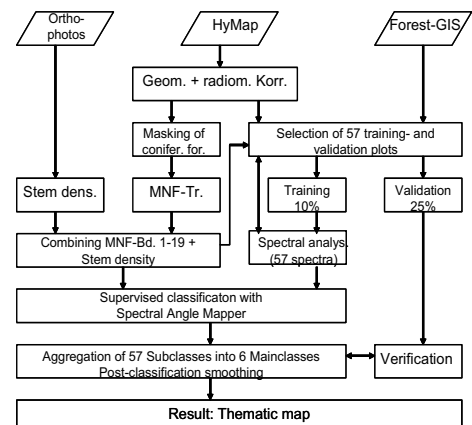 Ortho-
photos
HyMap
Forest-GIS
Geom. + radiom. Korr.
Masking of
conifer. for.
Selection of 57 training- and
validation plots
Stem dens.
MNF-Tr.
Training
10%
Validation
25%
Combining MNF-Bd. 1-19 +
Stem density
Spectral analys.
(57 spectra)
Supervised classificaton with
Spectral Angle Mapper
Aggregation of 57 Subclasses into 6 Mainclasses
Post-classification smoothing
Verification
Result: Thematic map